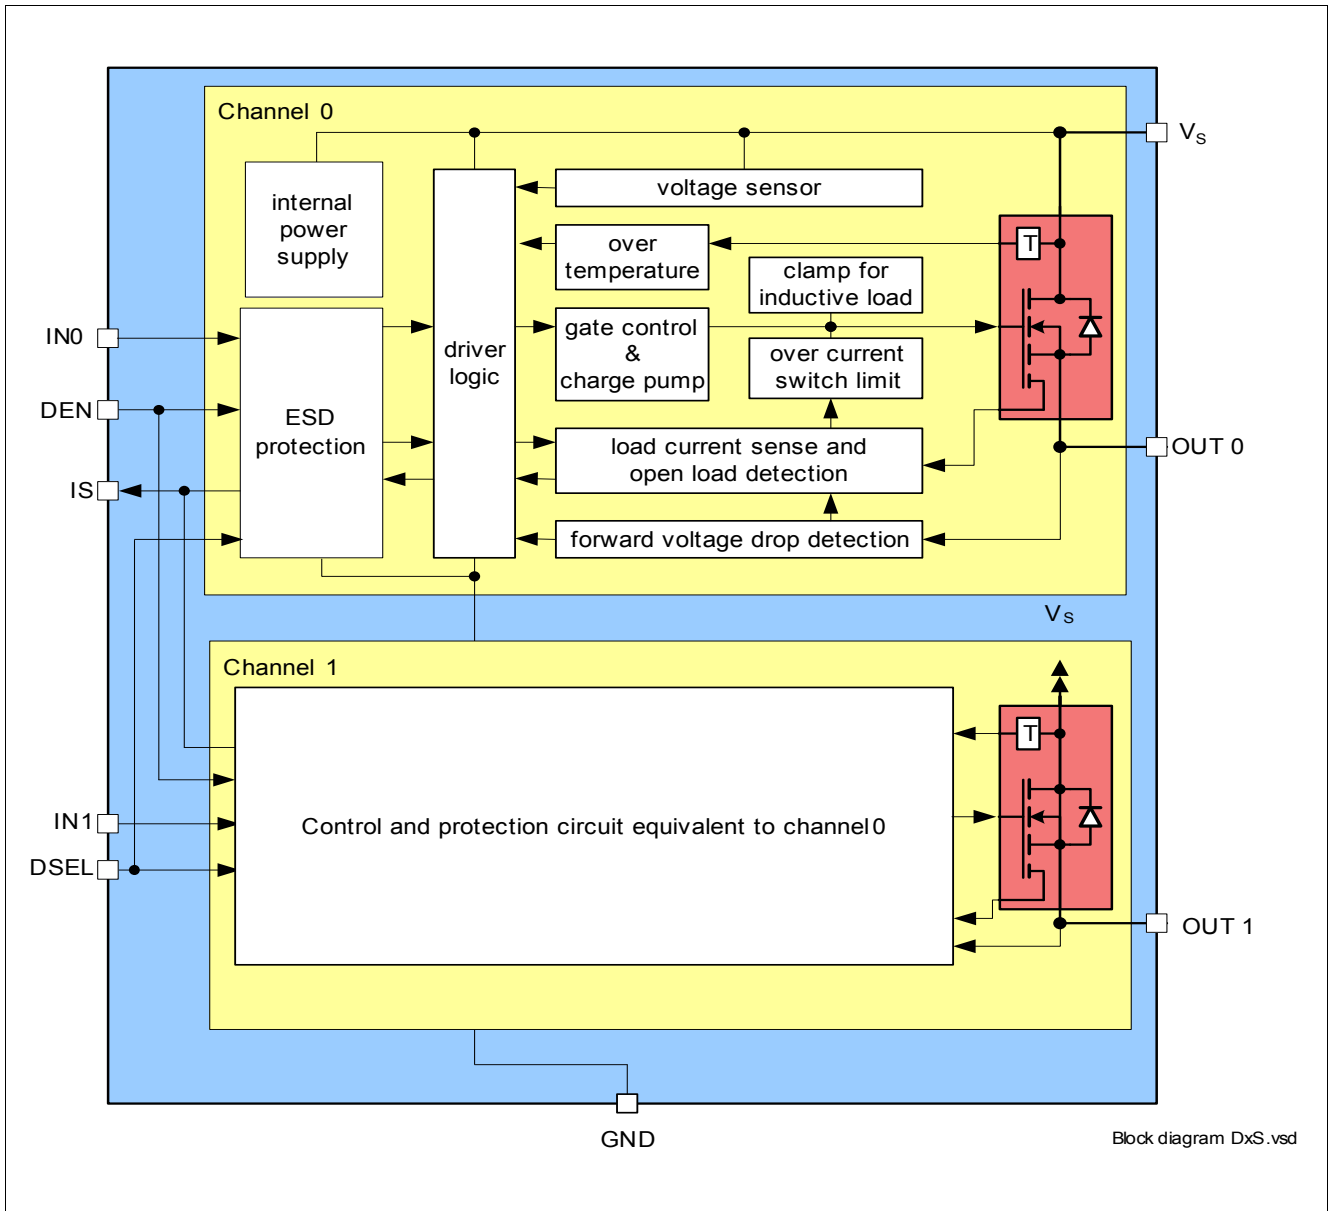 Channel 0
VS
internal
power
supply
voltage sensor
over
temperature
T
clamp for
inductive load
IN0
gate control
&
charge pump
driver
logic
over current
switch limit
DEN
ESD
protection
load current sense and
open load detection
OUT 0
IS
forward voltage drop detection
VS
Channel 1
T
IN1
Control and protection circuit equivalent to channel 0
DSEL
OUT 1
GND
Block diagram DxS.vsd